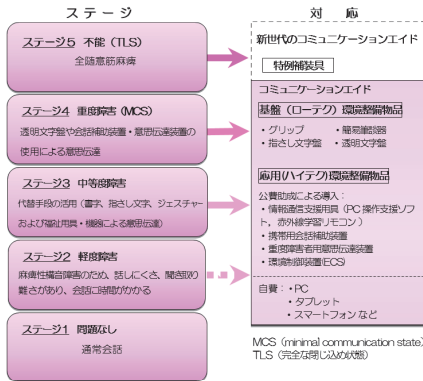 ステージ
ステージ5 不能（TLS）
全随意筋麻痺
ステージ4 重度障害（MCS）
透明文字盤や会話補助装置・意思伝達装置の
使用による意思伝達
ステージ3 中等度障害
代替手段の活用（書字、指さし文字、ジェスチャー
および福祉用具・機器による意思伝達）
ステージ2 軽度障害
麻痺性構音障害のため、話しにくさ、聞き取り
難さがあり、会話に時間がかかる
ステージ1 問題なし
通常会話
対 応
新世代のコミュニケーションエイド
特例補装具
コミュニケーションエイド
基盤（ローテク）環境整備物品
・グリップ ・簡易筆談器
・指さし文字盤 ・透明文字盤
応用(ハイテク)環境整備物品
公費助成による導入：
・情報通信支援用具（PC 操作支援ソフ
ト，赤外線学習リモコン）
・携帯用会話補助装置
・重度障害者用意思伝達装置
・環境制御装置(ECS)
自費：・PC
・タブレット
・スマートフォン など
MCS（minimal communication state）
TLS（完全な閉じ込め状態）